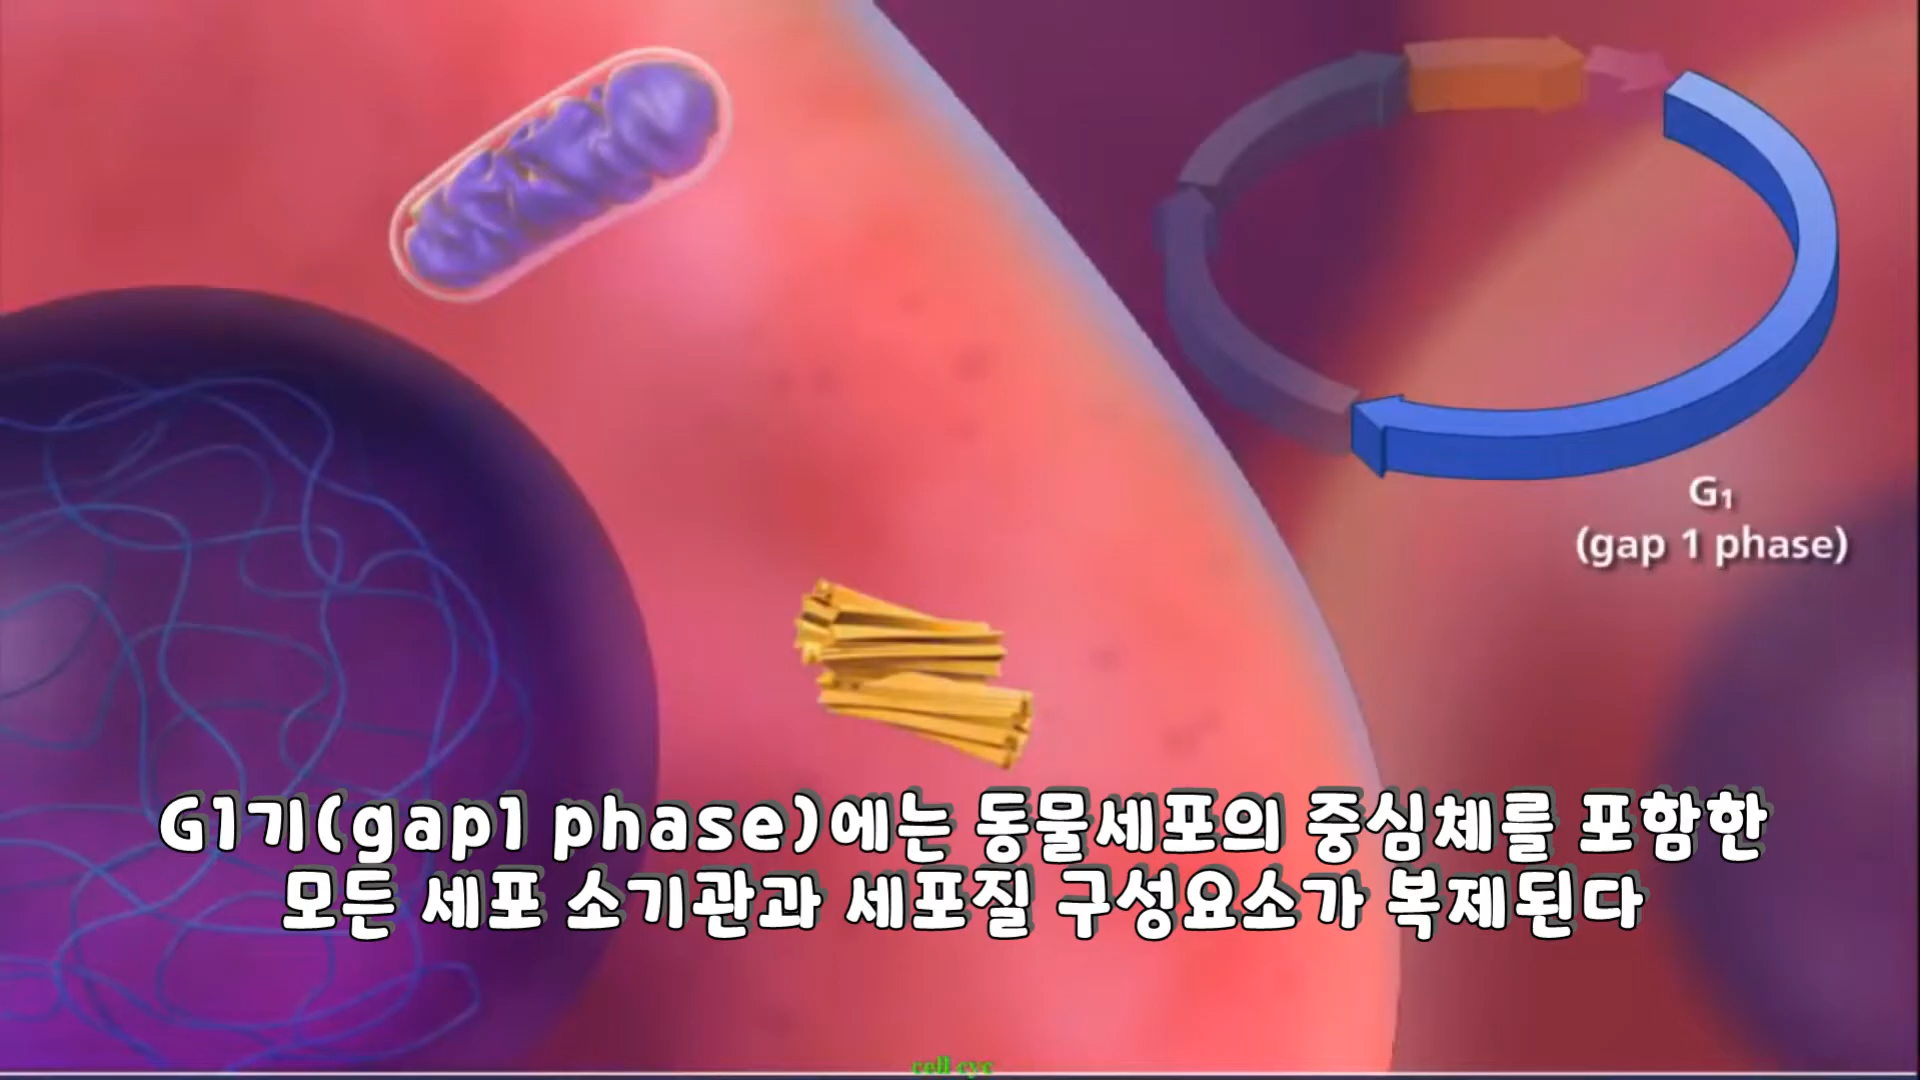 G₁
(gap 1 phase)
G1기(gap1 phase)에는 동물세포의 중심체를 포함한
모든 세포 소기관과 세포질 구성요소가 복제된다
cell cyc